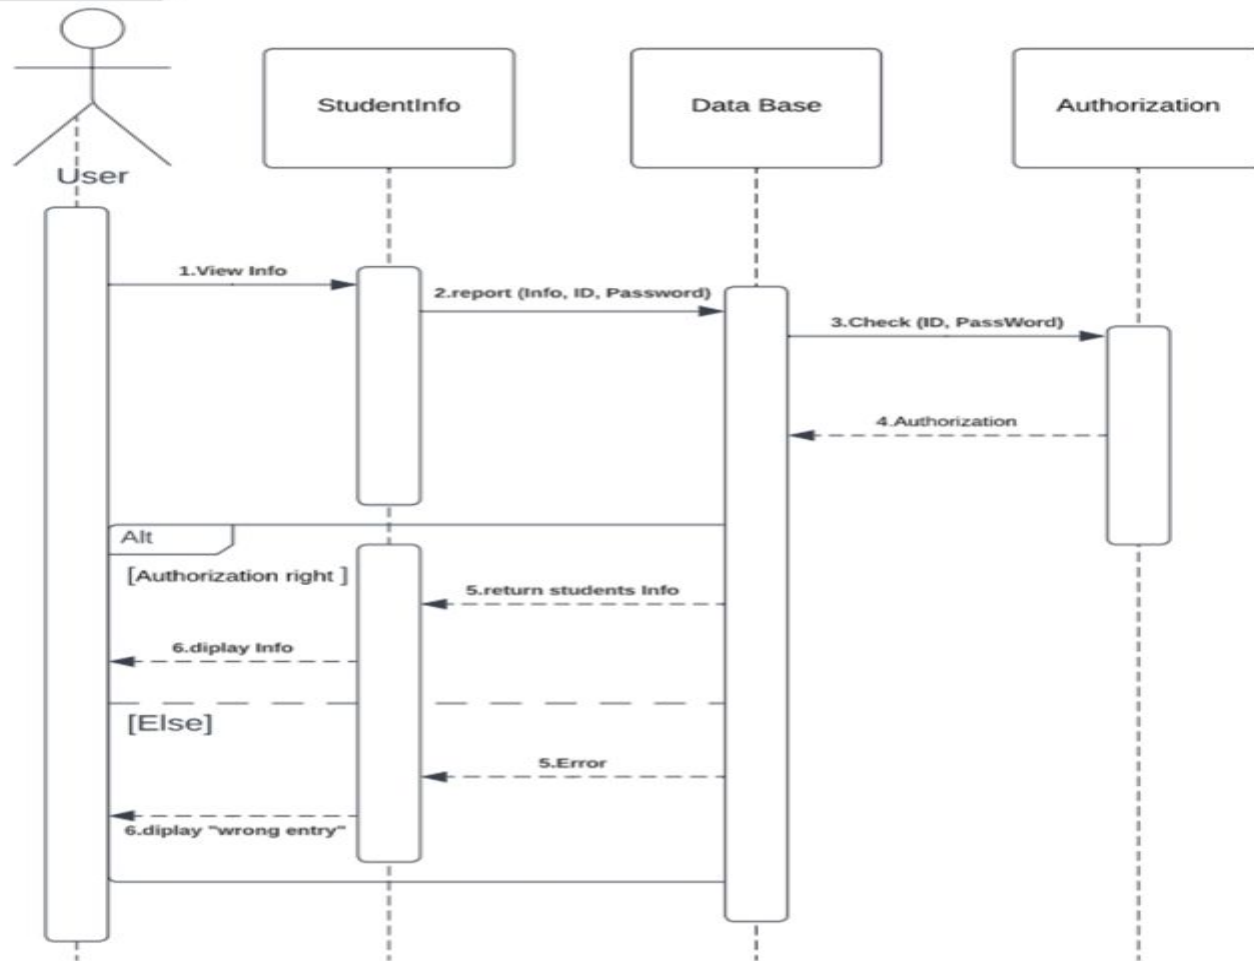 StudentInfo
Data Base
Authorization
User
1.View Info
2.report (Info, ID, Password)
3.Check (ID, PassWord)
4.Authorization
Alt
[Authorization right ]
5.return students Info
6.diplay Info
[Else]
5.Error
6.diplay "wrong entry"